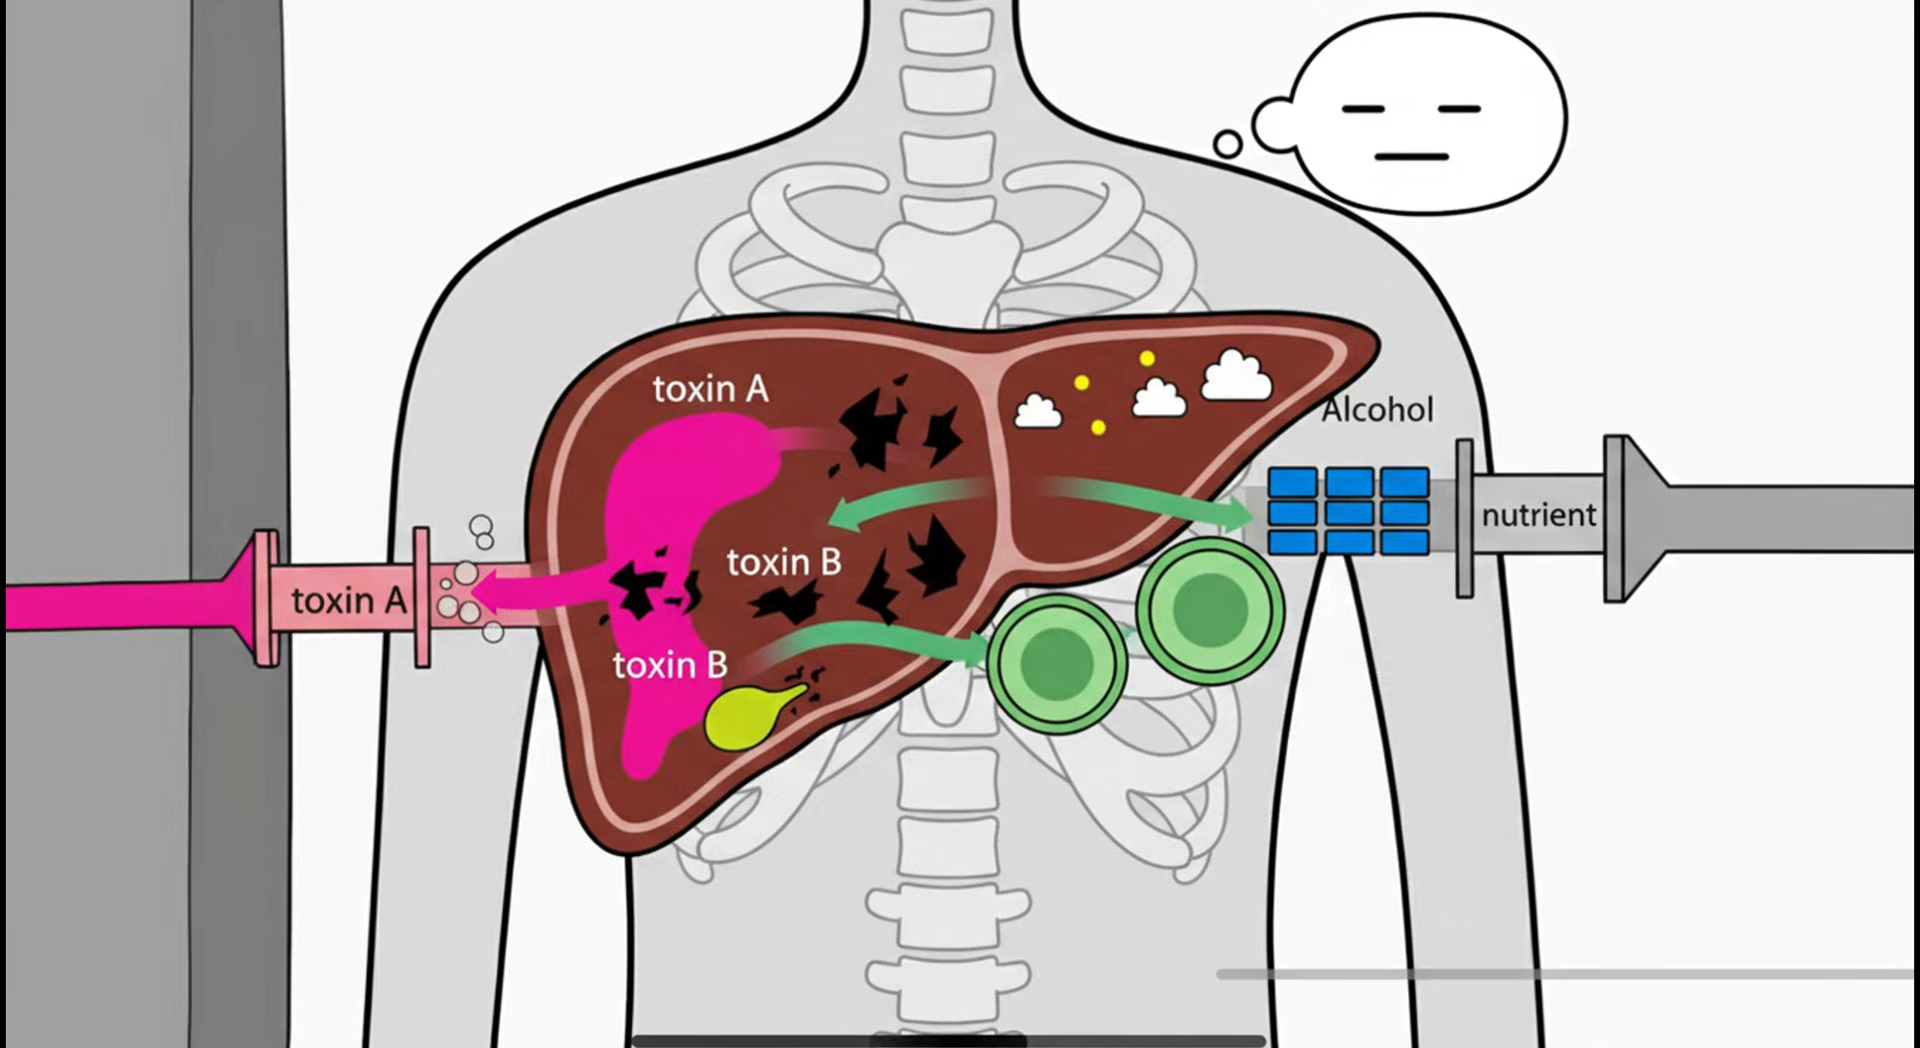 toxin A
Alcohol
nutrient
toxin B
toxin A
toxin B